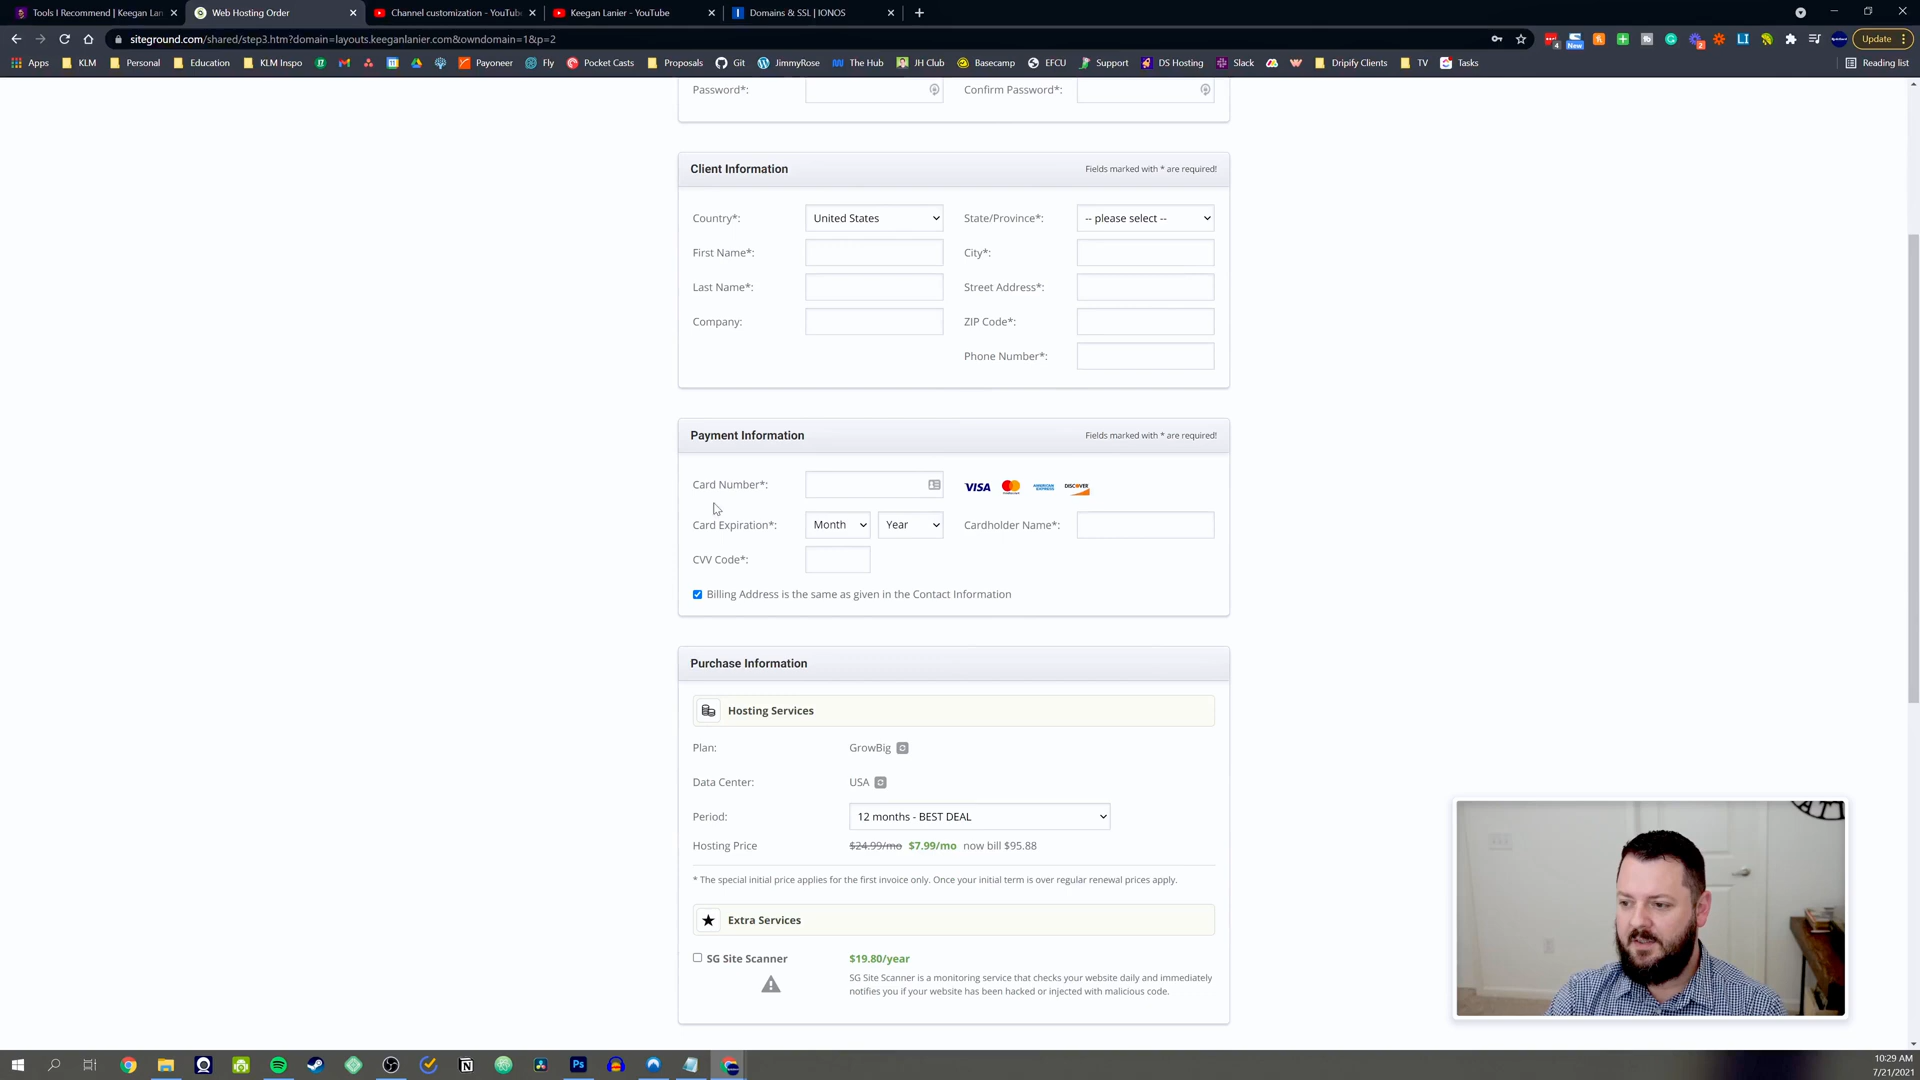 Tools I Recommend | Keegan Lan
Web Hosting Order
Channel customization - YouTub
Keegan Lanier - YouTube
Domains & SSL | IONOS
siteground.com/shared/step3.htm?domain=layouts.keeganlanier.com&owndomain=1&p=2
Update
Apps
KLM
Personal
Education
KLM Inspo
Payoneer
Fly
Pocket Casts
Proposals
Git
JimmyRose
The Hub
JH Club
Basecamp
EFCU
Support
DS Hosting
Slack
Dripify Clients
TV
Tasks
Reading list
Password*:
Confirm Password*:
Client Information
Fields marked with * are required!
Country*:
United States
State/Province*:
-- please select --
First Name*:
City*:
Last Name*:
Street Address*:
Company:
ZIP Code*:
Phone Number*:
Payment Information
Fields marked with * are required!
Card Number*:
VISA
AMERICAN EXPRESS
DISCOVER
Card Expiration*:
Month
Year
Cardholder Name*:
CVV Code*:
Billing Address is the same as given in the Contact Information
Purchase Information
Hosting Services
Plan:
GrowBig
Data Center:
USA
Period:
12 months - BEST DEAL
Hosting Price
$24.99/mo $7.99/mo now bill $95.88
* The special initial price applies for the first invoice only. Once your initial term is over regular renewal prices apply.
Extra Services
SG Site Scanner
$19.80/year
SG Site Scanner is a monitoring service that checks your website daily and immediately
notifies you if your website has been hacked or injected with malicious code.
Ps
10:29 AM
7/21/2021